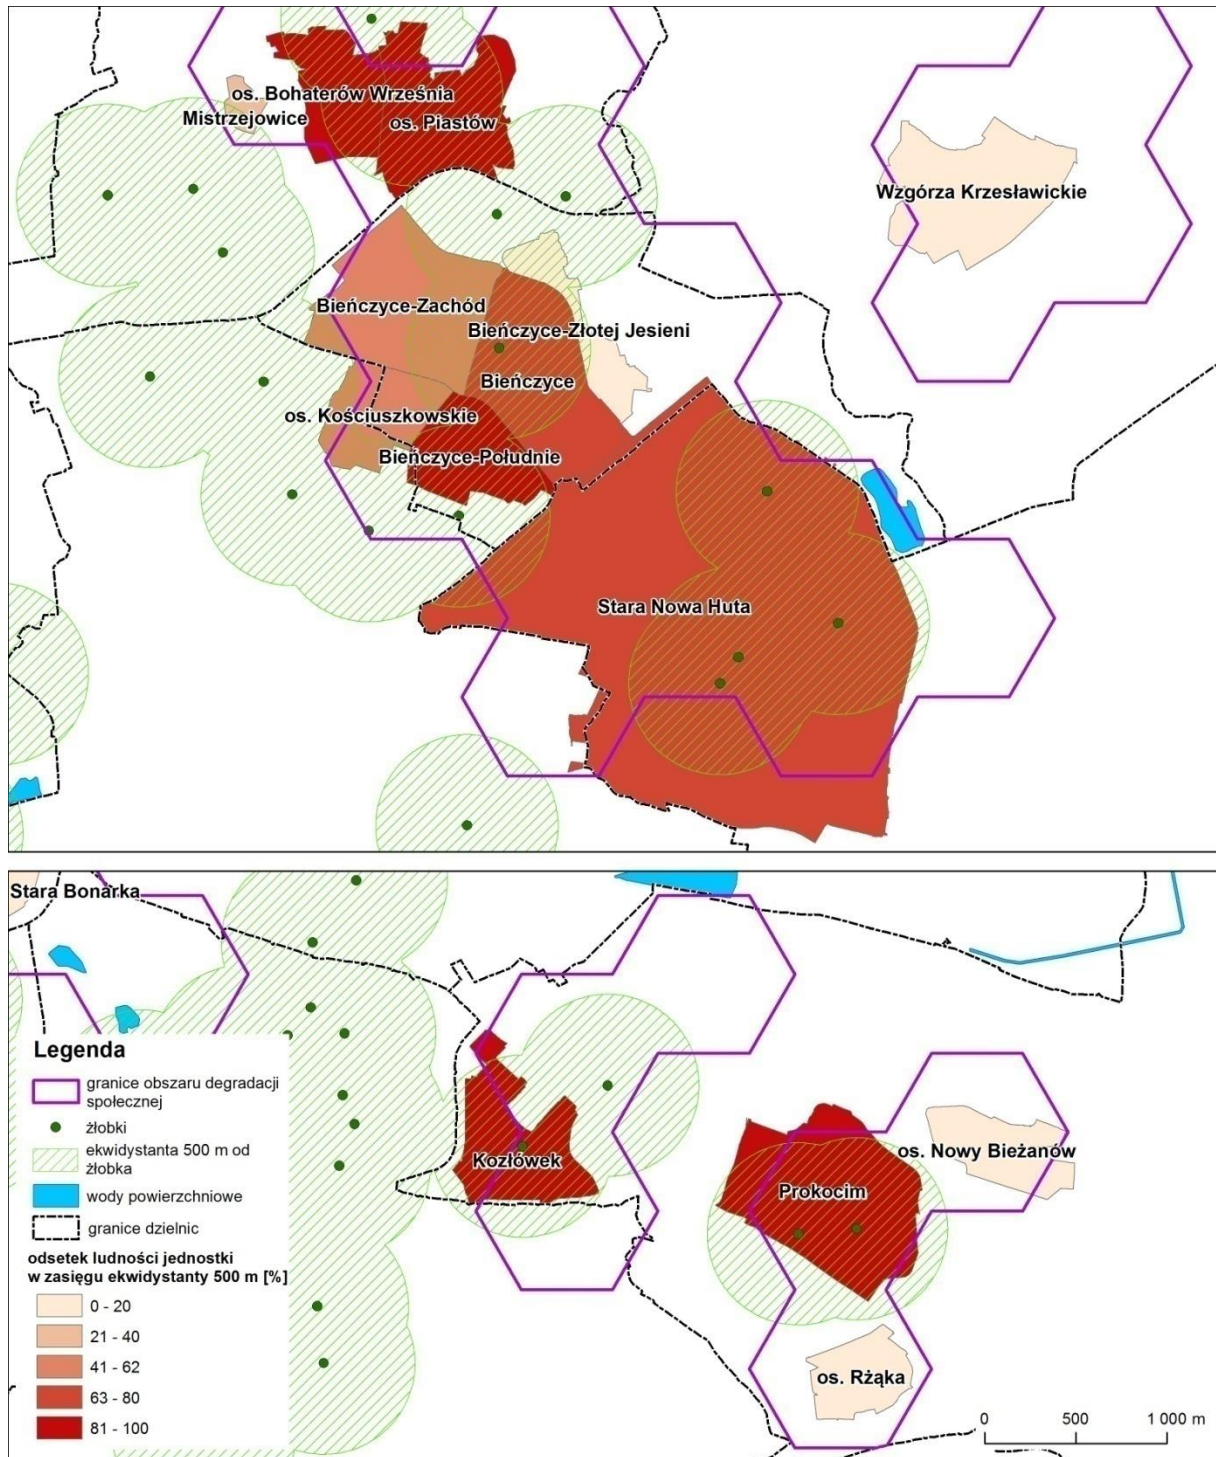 os. Bohaterów Września
Mistrzejowice
os. Piastów
Wzgórza Krzesławickie
Bieńczyce-Zachód
Bieńczyce-Złotej Jesieni
Bieńczyce
os. Kościuszkowskie
Bieńczyce-Południe
Stara Nowa Huta
Stara Bonarka
Legenda
granice obszaru degradacji
społecznej
żłobki
ekwidystanta 500 m od
żłobka
wody powierzchniowe
granice dzielnic
odsetek ludności jednostki
w zasięgu ekwidystanty 500 m [%]
0 - 20
21 - 40
41 - 62
63 - 80
81 - 100
Kozłówek
os. Nowy Bieżanów
Prokocim
os. Rżąka
0 500 1 000 m